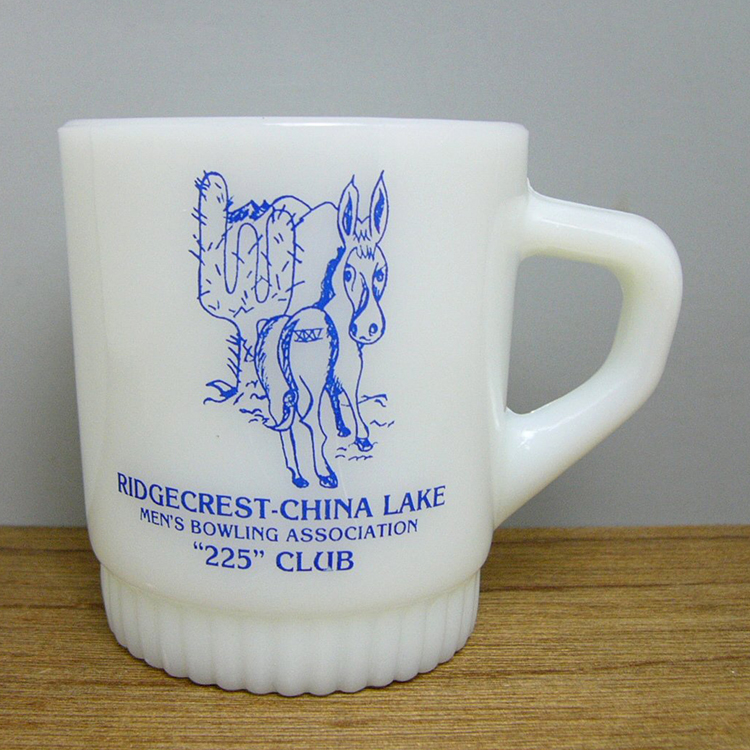 RIDGECREST-CHINA LAKE
MEN'S BOWLING ASSOCIATION
“225” CLUB